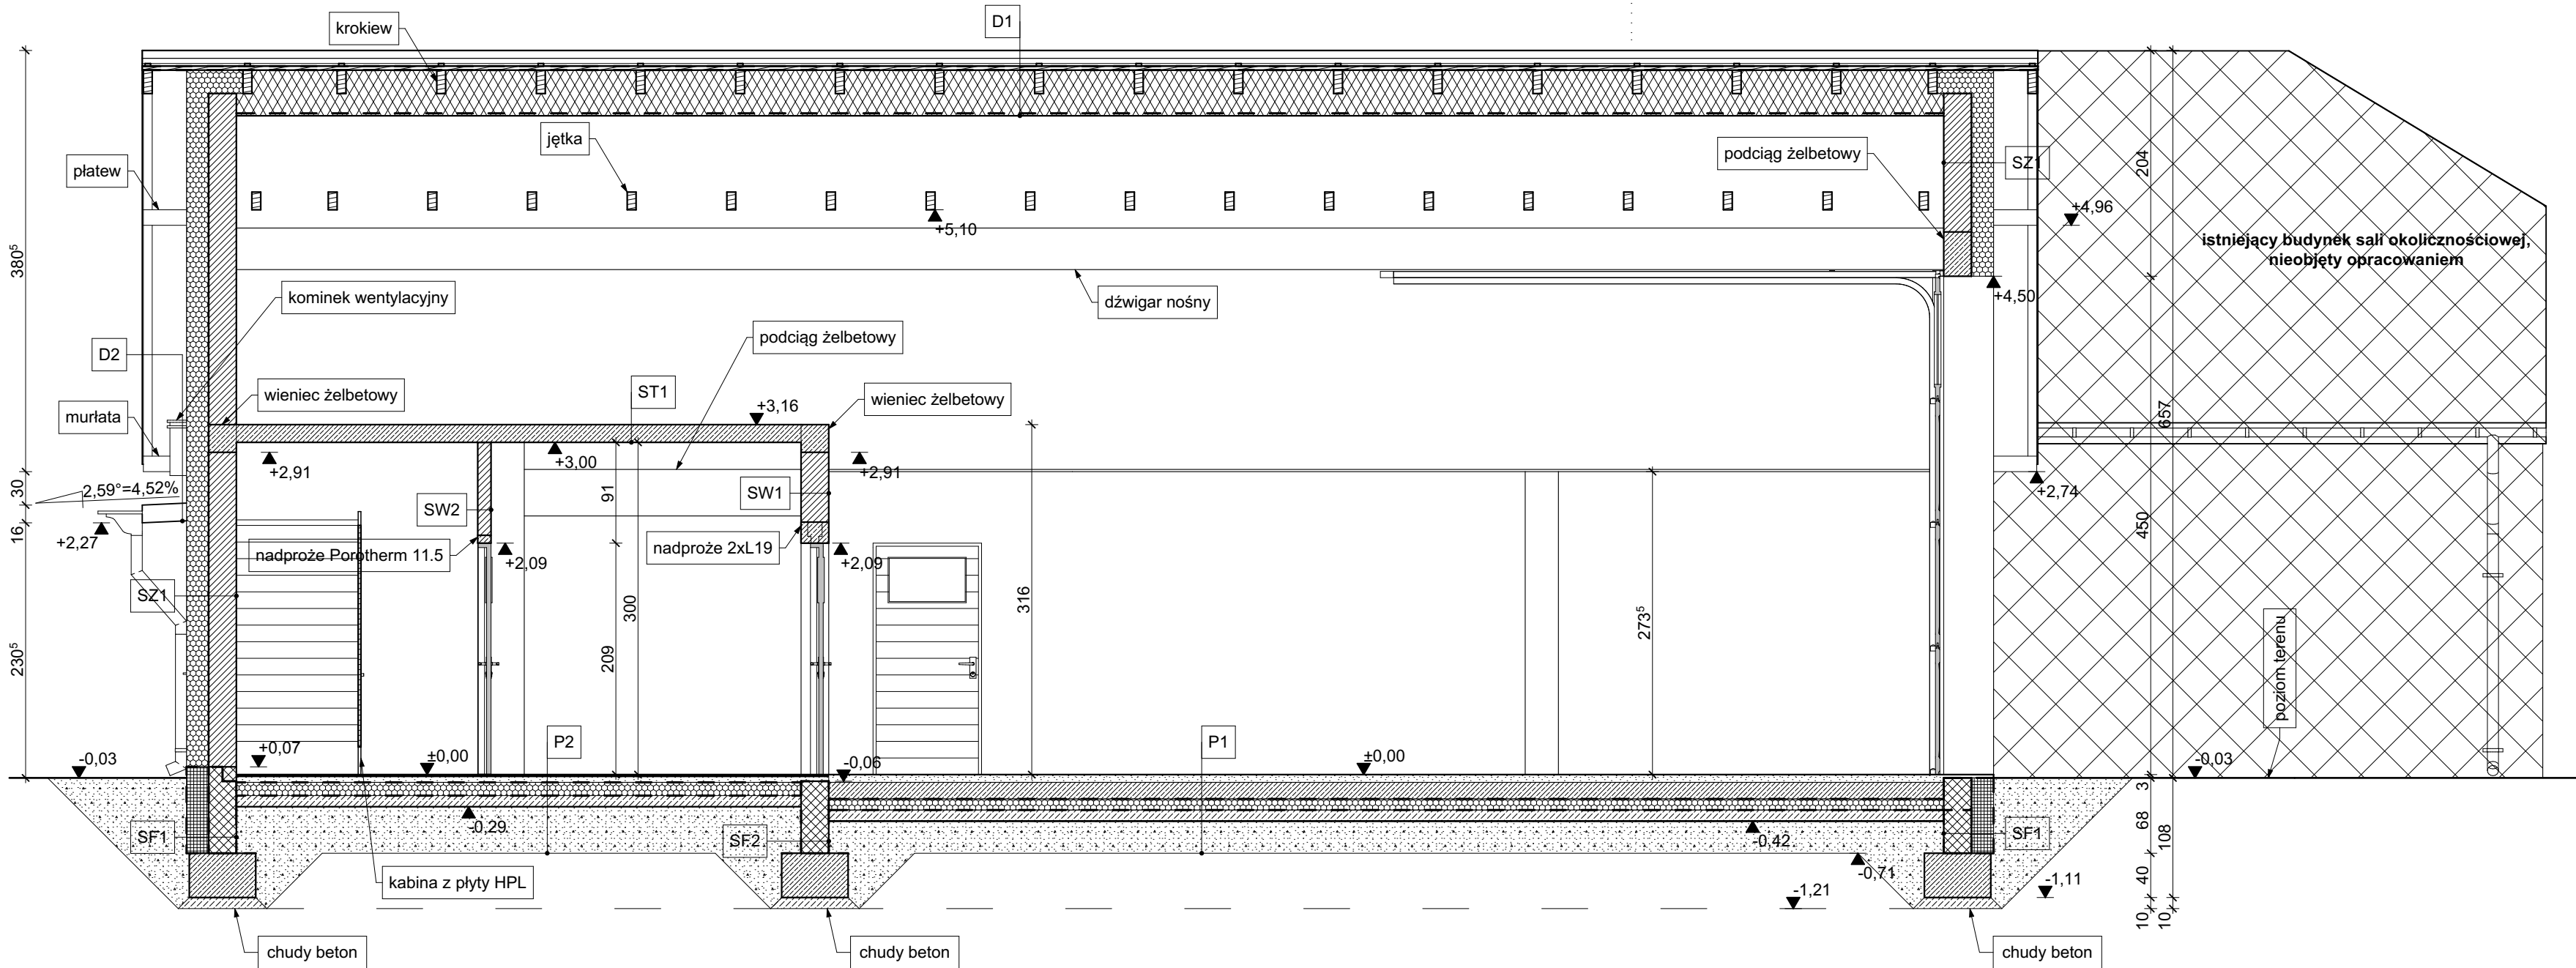 D1
krokiew
jętka
płatew
podciąg żelbetowy
SZ1
204
+4,96
+5,10
istniejący budynek sali okolicznościowej,
nieobjęty opracowaniem
380⁵
kominek wentylacyjny
dźwigar nośny
+4,50
podciąg żelbetowy
D2
wieniec żelbetowy
ST1
wieniec żelbetowy
murłata
+3,16
657
+2,91
+3,00
+2,91
30
2,59°=4,52%
91
SW1
+2,74
SW2
450
16
+2,27
nadproże Porotherm 11.5
nadproże 2xL19
+2,09
+2,09
SZ1
300
316
273⁵
230⁵
209
poziom terenu
-0,03
+0,07
±0,00
P2
-0,06
P1
±0,00
-0,03
3
SF1
-0,29
SF2
-0,42
SF1
68
108
kabina z płyty HPL
-0,71
40
-1,21
-1,11
10
10
chudy beton
chudy beton
chudy beton